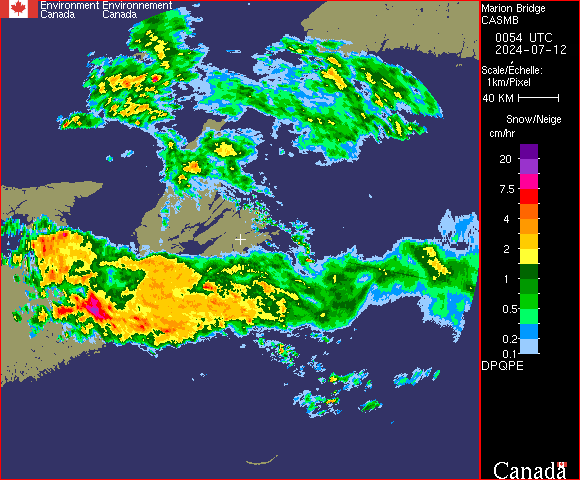 Environment Environnement
Canada Canada
Marion Bridge
CASMB
0054 UTC
2024-07-12
Scale/Echelle:
1km/Pixel
40 KM
Snow/Neige
cm/hr
20
7.5
4
2
1
0.5
0.2
0.1
DPQPE
Canada